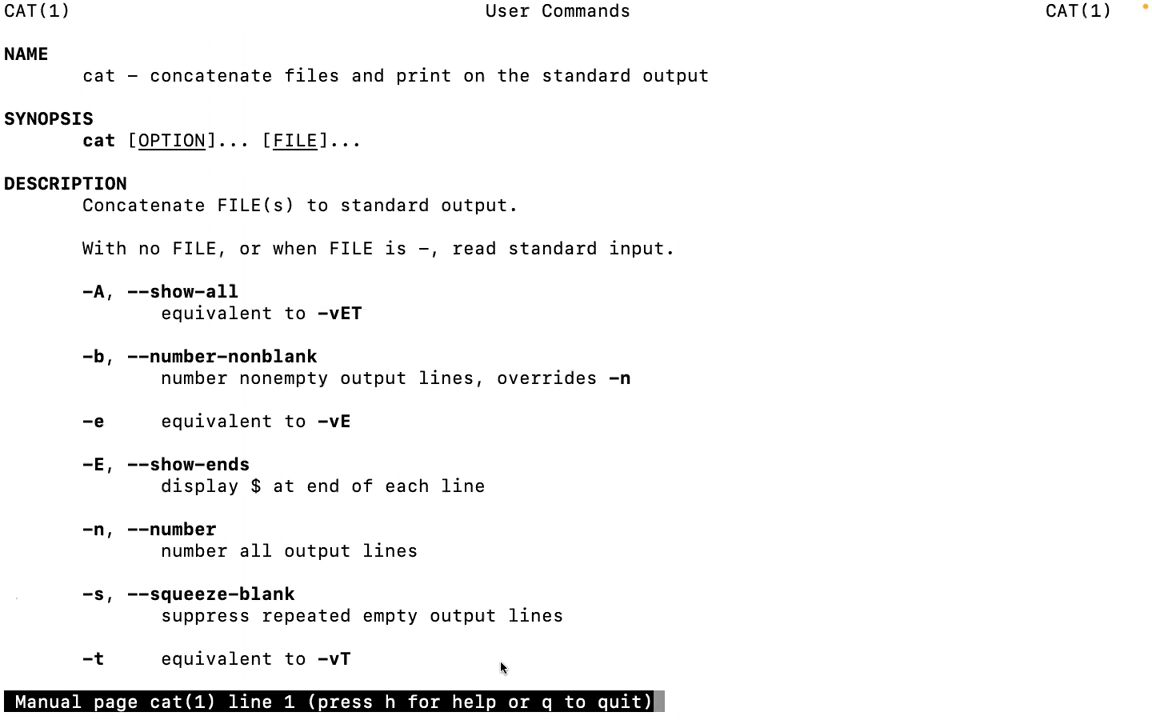 CAT(1) User Commands CAT(1)
NAME
cat – concatenate files and print on the standard output
SYNOPSIS
cat [OPTION]... [FILE]...
DESCRIPTION
Concatenate FILE(s) to standard output.
With no FILE, or when FILE is –, read standard input.
–A, ––show–all
equivalent to –vET
–b, ––number–nonblank
number nonempty output lines, overrides –n
–e equivalent to –vE
–E, ––show–ends
display $ at end of each line
–n, ––number
number all output lines
–s, ––squeeze–blank
suppress repeated empty output lines
–t equivalent to –vT
Manual page cat(1) line 1 (press h for help or q to quit)